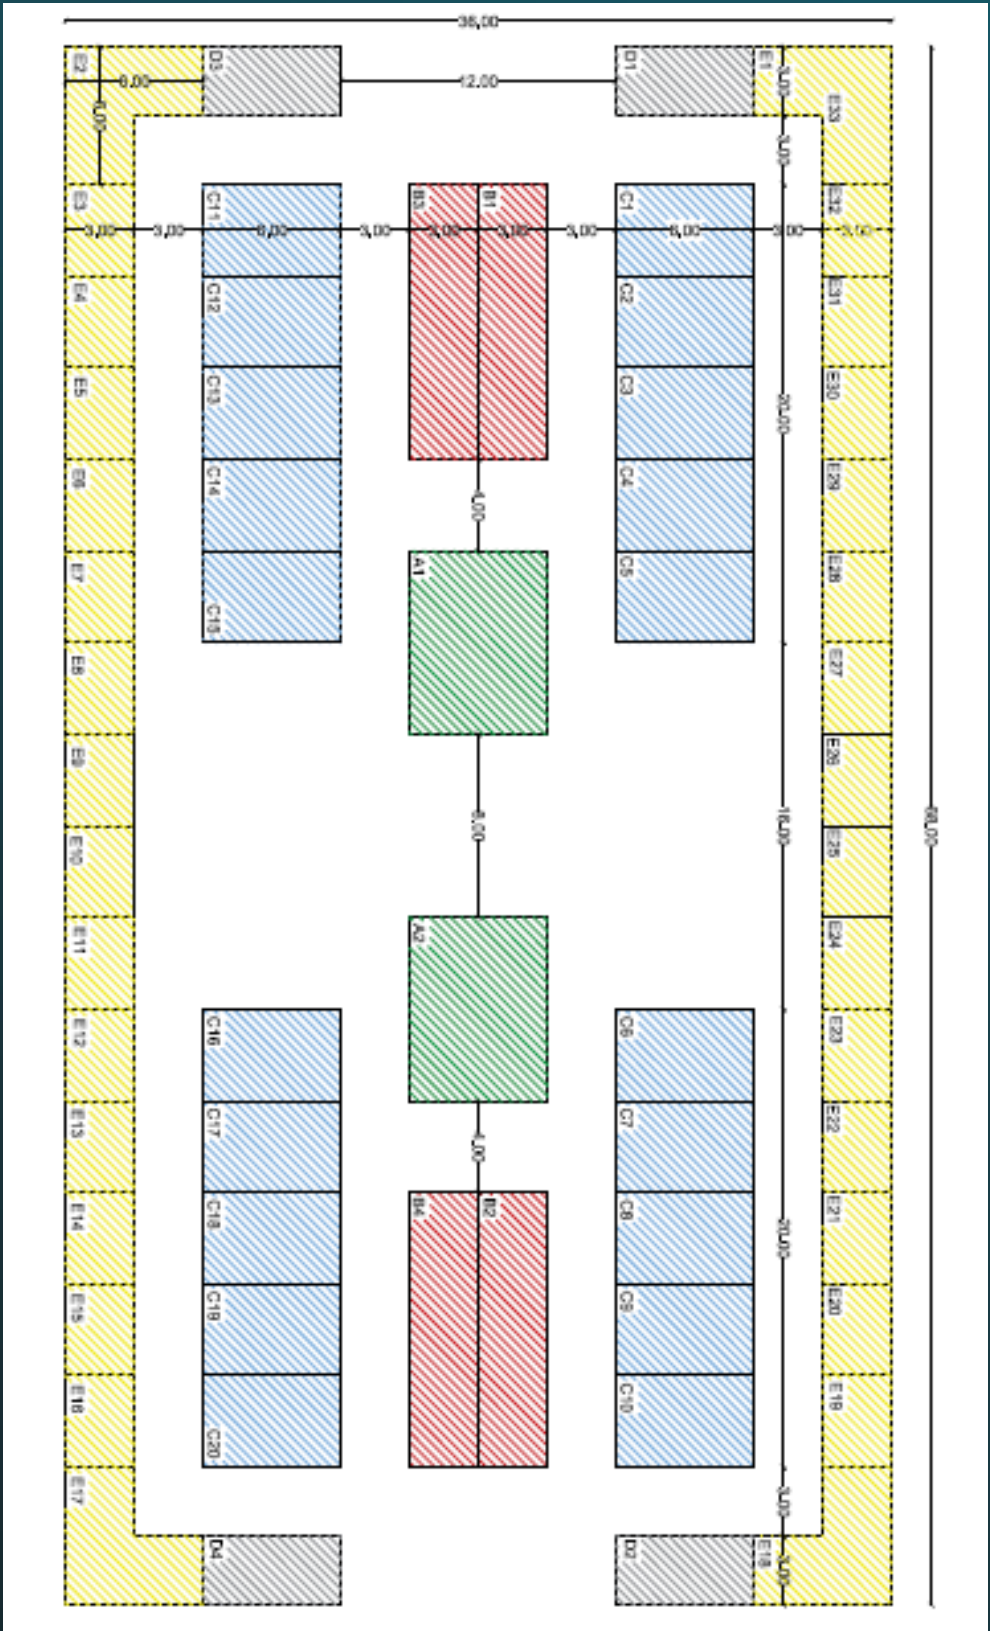 36.00
E2
D3
D1
E1
3.00
6.00
12.00
6.00
E33
3.00
E3
C11
B3
B1
C1
E32
3.00
3.00
6.00
3.00
3.00
3.00
3.00
6.00
3.00
3.00
E4
C12
C2
E31
E5
C13
C3
E30
20.00
E6
C14
C4
E29
4.00
E7
A1
C5
E28
C15
E8
E27
E9
E26
8.00
16.00
68.00
E10
E25
E11
A2
E24
E12
C16
C6
E23
E13
C17
C7
E22
4.00
E14
C18
B4
B2
C8
E21
20.00
E15
C19
C9
E20
E16
C20
C10
E19
E17
3.00
D4
D2
E18
3.00